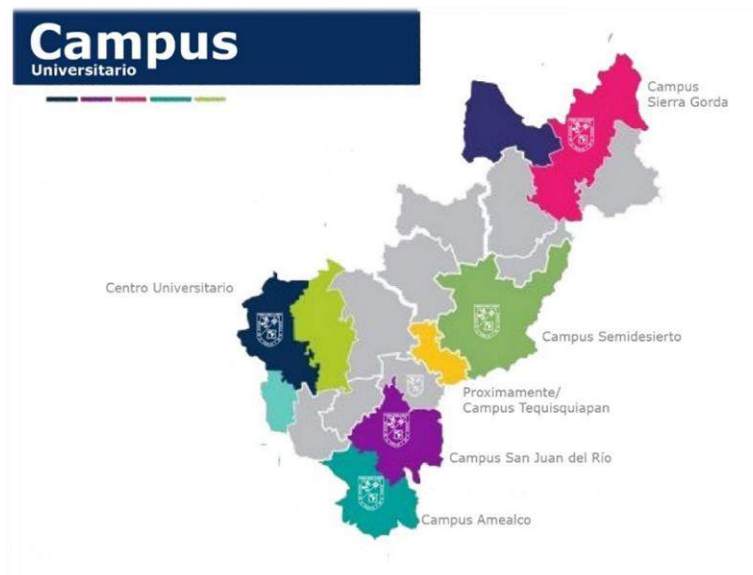 Campus
Universitario
Campus
Sierra Gorda
Centro Universitario
Campus Semidesierto
Proximamente/
Campus Tequisquiapan
Campus San Juan del Río
Campus Amealco